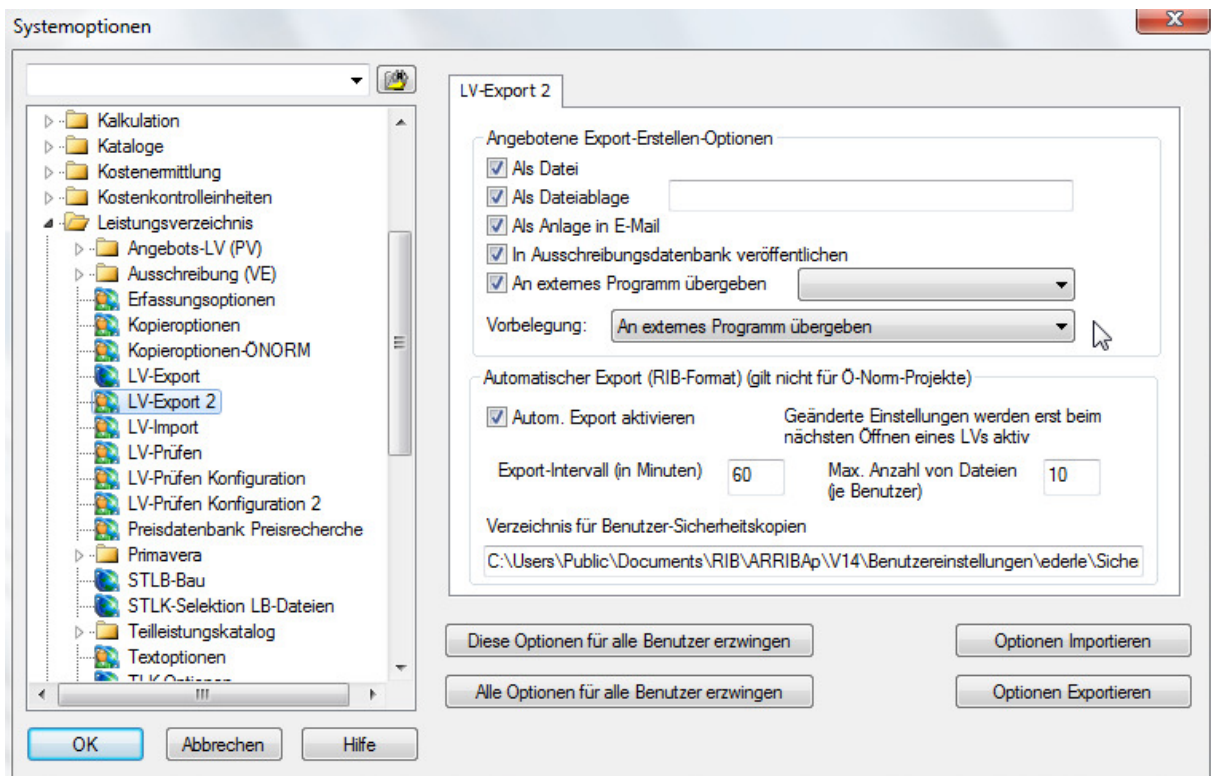 Systemoptionen
Kalkulation
Kataloge
Kostenermittlung
Kostenkontrolleinheiten
Leistungsverzeichnis
Angebots-LV (PV)
Ausschreibung (VE)
Erfassungsoptionen
Kopieroptionen
Kopieroptionen-ÖNORM
LV-Export
LV-Export 2
LV-Import
LV-Prüfen
LV-Prüfen Konfiguration
LV-Prüfen Konfiguration 2
Preisdatenbank Preisrecherche
Primavera
STLB-Bau
STLK-Selektion LB-Dateien
Teilleistungskatalog
Textoptionen
OK
Abbrechen
Hilfe
LV-Export 2
Angebotene Export-Erstellen-Optionen
Als Datei
Als Dateiablage
Als Anlage in E-Mail
In Ausschreibungsdatenbank veröffentlichen
An externes Programm übergeben
Vorbelegung: An externes Programm übergeben
Automatischer Export (RIB-Format) (gilt nicht für Ö-Norm-Projekte)
Autom. Export aktivieren
Geänderte Einstellungen werden erst beim
nächsten Öffnen eines LVs aktiv
Export-Intervall (in Minuten) 60
Max. Anzahl von Dateien
(je Benutzer)
10
Verzeichnis für Benutzer-Sicherheitskopien
C:\Users\Public\Documents\RIB\ARRIBAp\V14\Benutzereinstellungen\ederle\Siche
Diese Optionen für alle Benutzer erzwingen
Optionen Importieren
Alle Optionen für alle Benutzer erzwingen
Optionen Exportieren